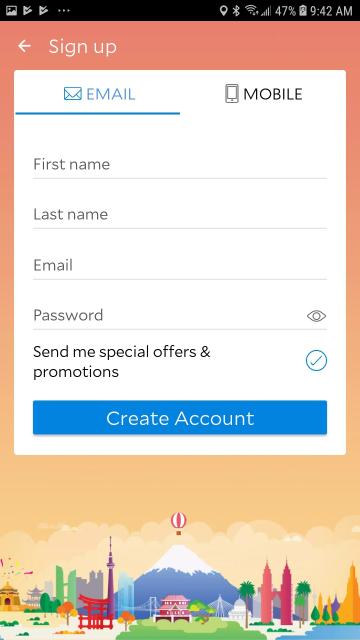 47% 9:42 AM
Sign up
EMAIL MOBILE
First name
Last name
Email
Password
Send me special offers &
promotions
Create Account